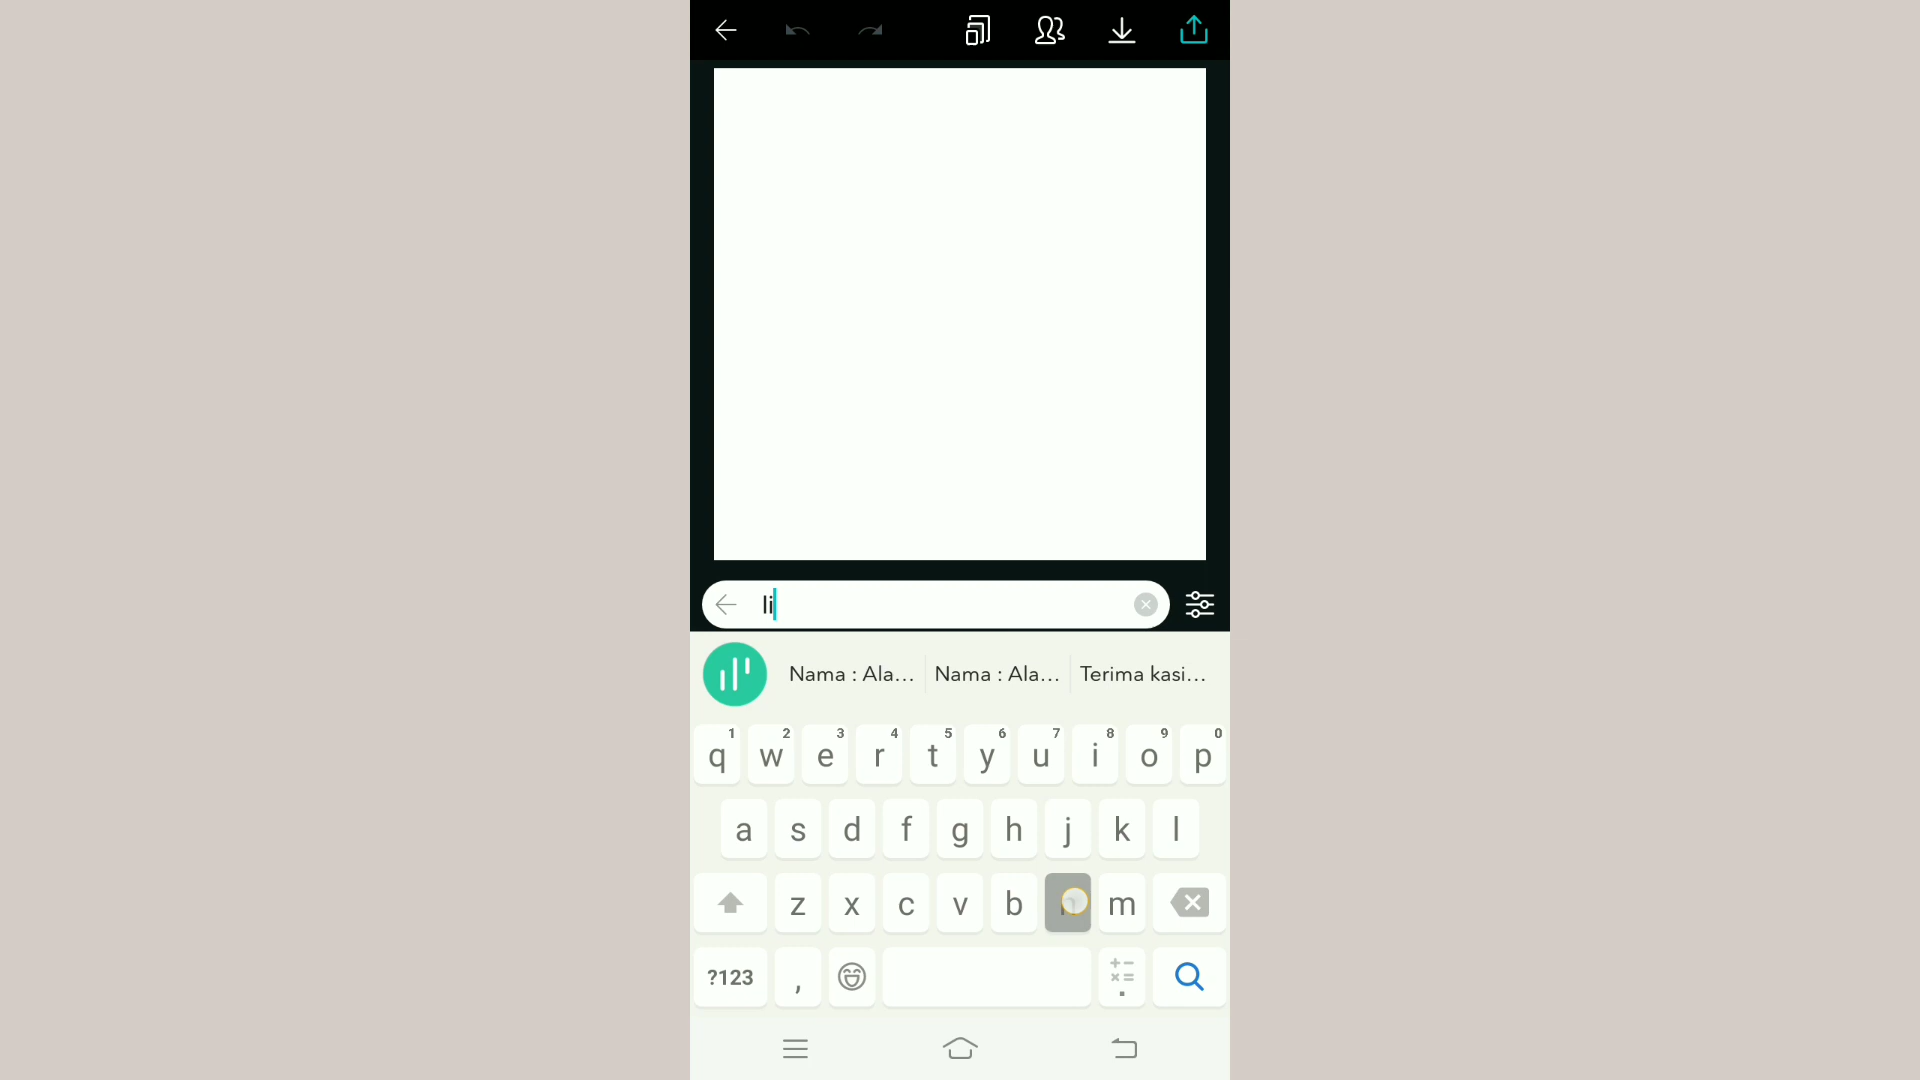 li
Nama : Ala... Nama : Ala... Terima kasi...
1 2 3 4 5 6 7 8 9 0
q w e r t y u i o p
a s d f g h j k l
z x c v b n m
?123 , + − × = .